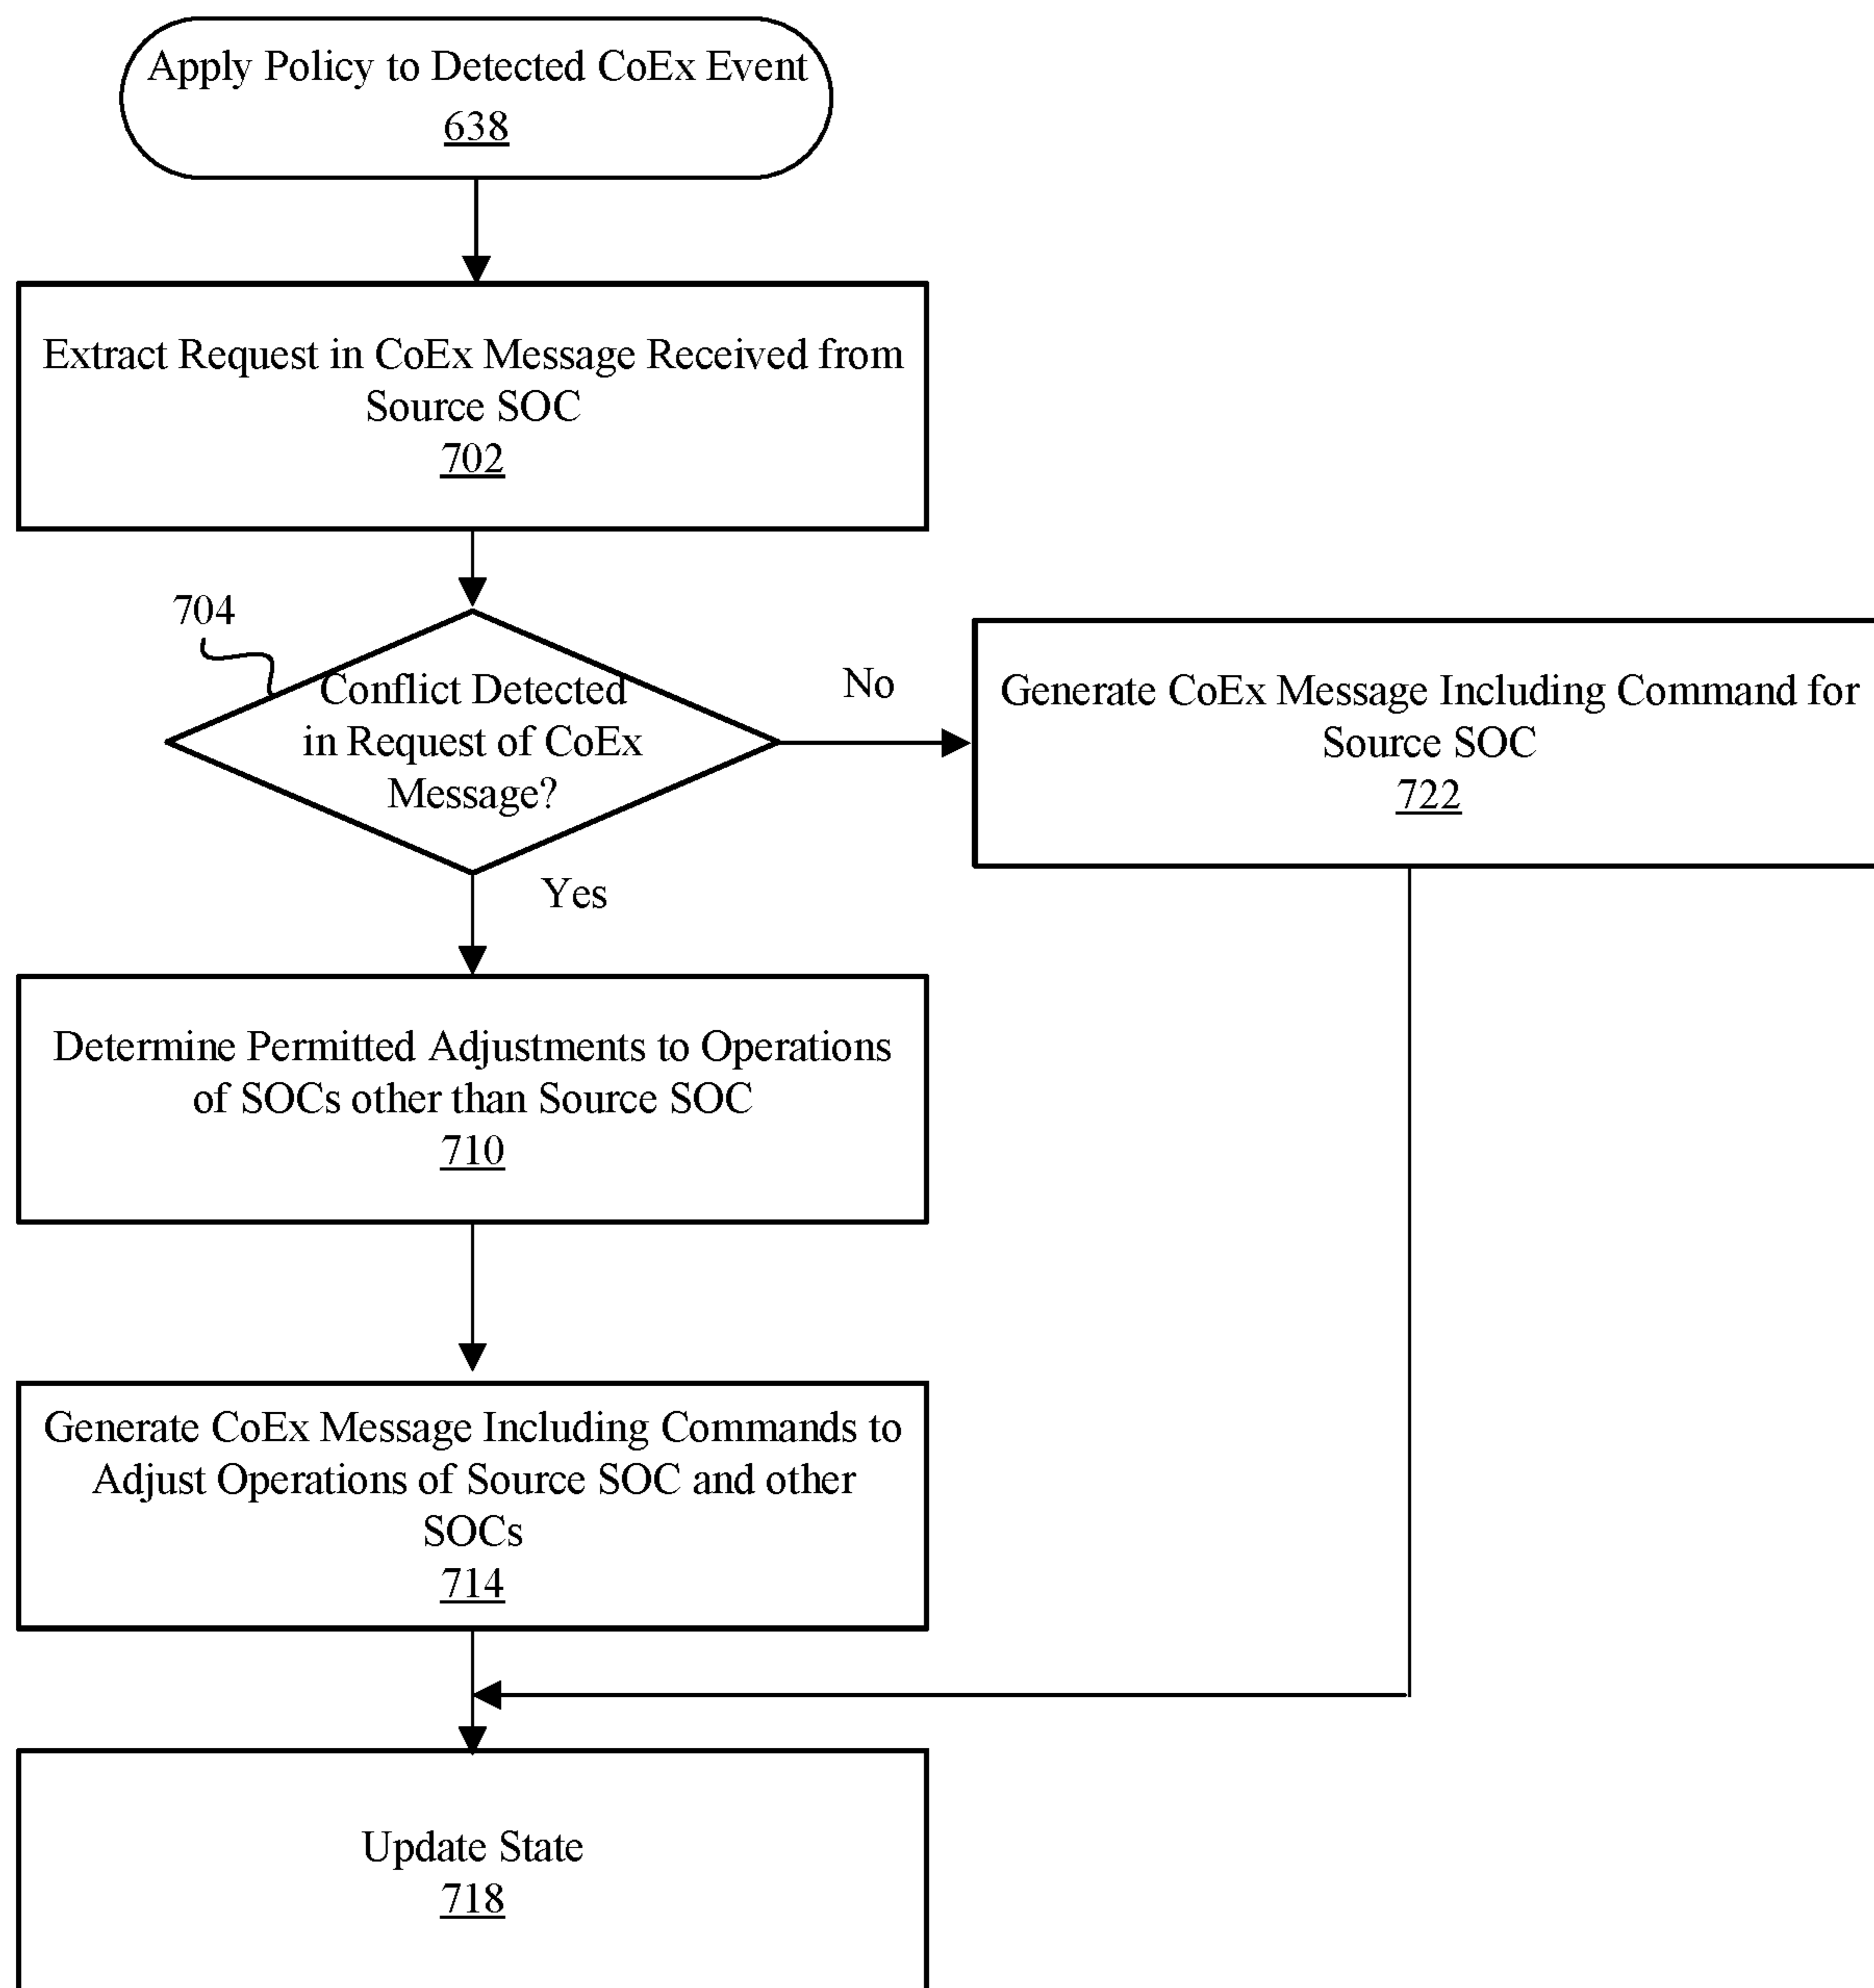 Apply Policy to Detected CoEx Event
638
Extract Request in CoEx Message Received from
Source SOC
702
704
Conflict Detected
in Request of CoEx
Message?
No
Generate CoEx Message Including Command for
Source SOC
722
Yes
Determine Permitted Adjustments to Operations
of SOCs other than Source SOC
710
Generate CoEx Message Including Commands to
Adjust Operations of Source SOC and other
SOCs
714
Update State
718